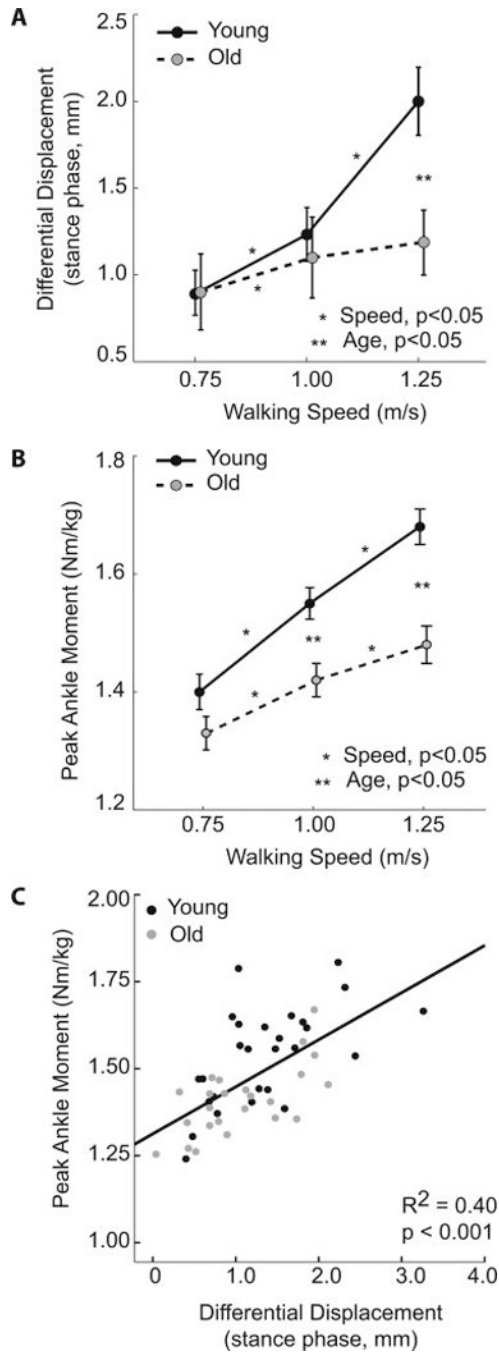 A
Young
Old
Differential Displacement
(stance phase, mm)
2.5
2.0
1.5
1.0
0.5
*
*
*
**
* Speed, p<0.05
** Age, p<0.05
0.75 1.00 1.25
Walking Speed (m/s)
B
Young
Old
Peak Ankle Moment (Nm/kg)
1.8
1.6
1.4
1.2
*
*
**
**
*
*
* Speed, p<0.05
** Age, p<0.05
0.75 1.00 1.25
Walking Speed (m/s)
C
Young
Old
Peak Ankle Moment (Nm/kg)
2.00
1.75
1.50
1.25
1.00
R² = 0.40
p < 0.001
0 1.0 2.0 3.0 4.0
Differential Displacement
(stance phase, mm)